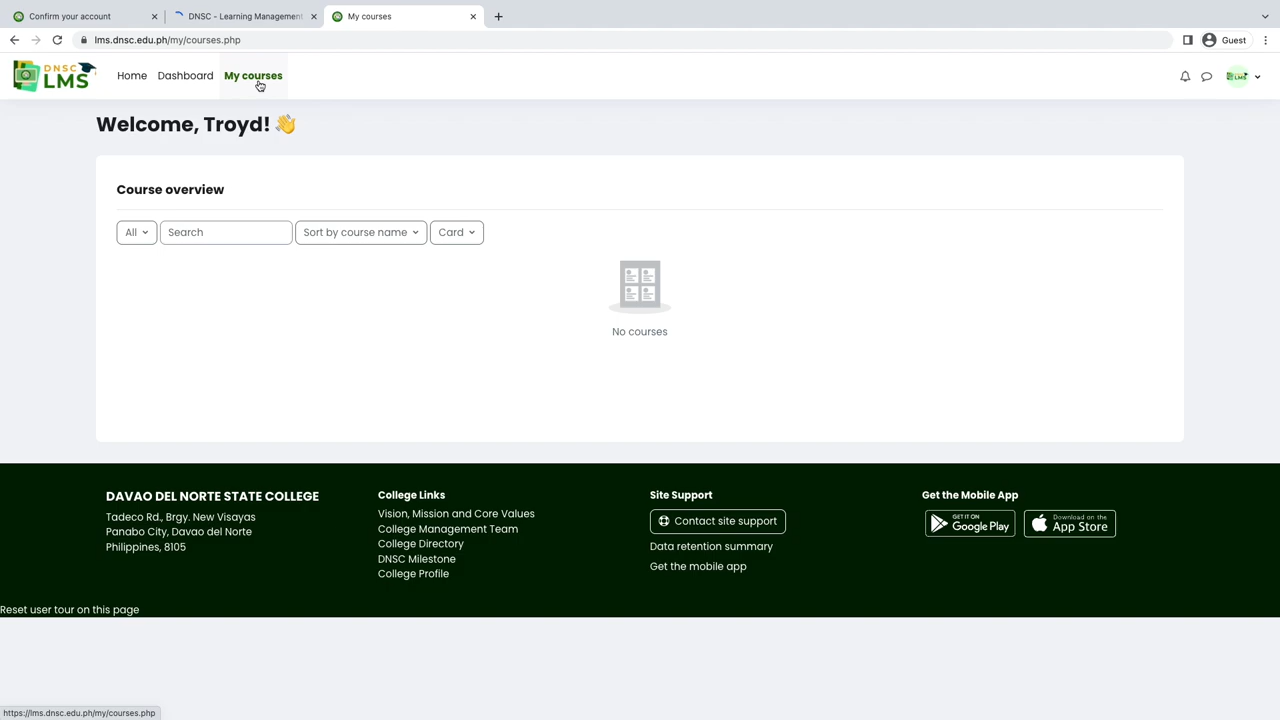 Confirm your account
DNSC - Learning Management
My courses
lms.dnsc.edu.ph/my/courses.php
Guest
DNSC
LMS
Home
Dashboard
My courses
Welcome, Troyd! 👋
Course overview
All
Search
Sort by course name
Card
No courses
DAVAO DEL NORTE STATE COLLEGE
Tadeco Rd., Brgy. New Visayas
Panabo City, Davao del Norte
Philippines, 8105
College Links
Vision, Mission and Core Values
College Management Team
College Directory
DNSC Milestone
College Profile
Site Support
Contact site support
Data retention summary
Get the mobile app
Get the Mobile App
GET IT ON
Google Play
Download on the
App Store
Reset user tour on this page
https://lms.dnsc.edu.ph/my/courses.php